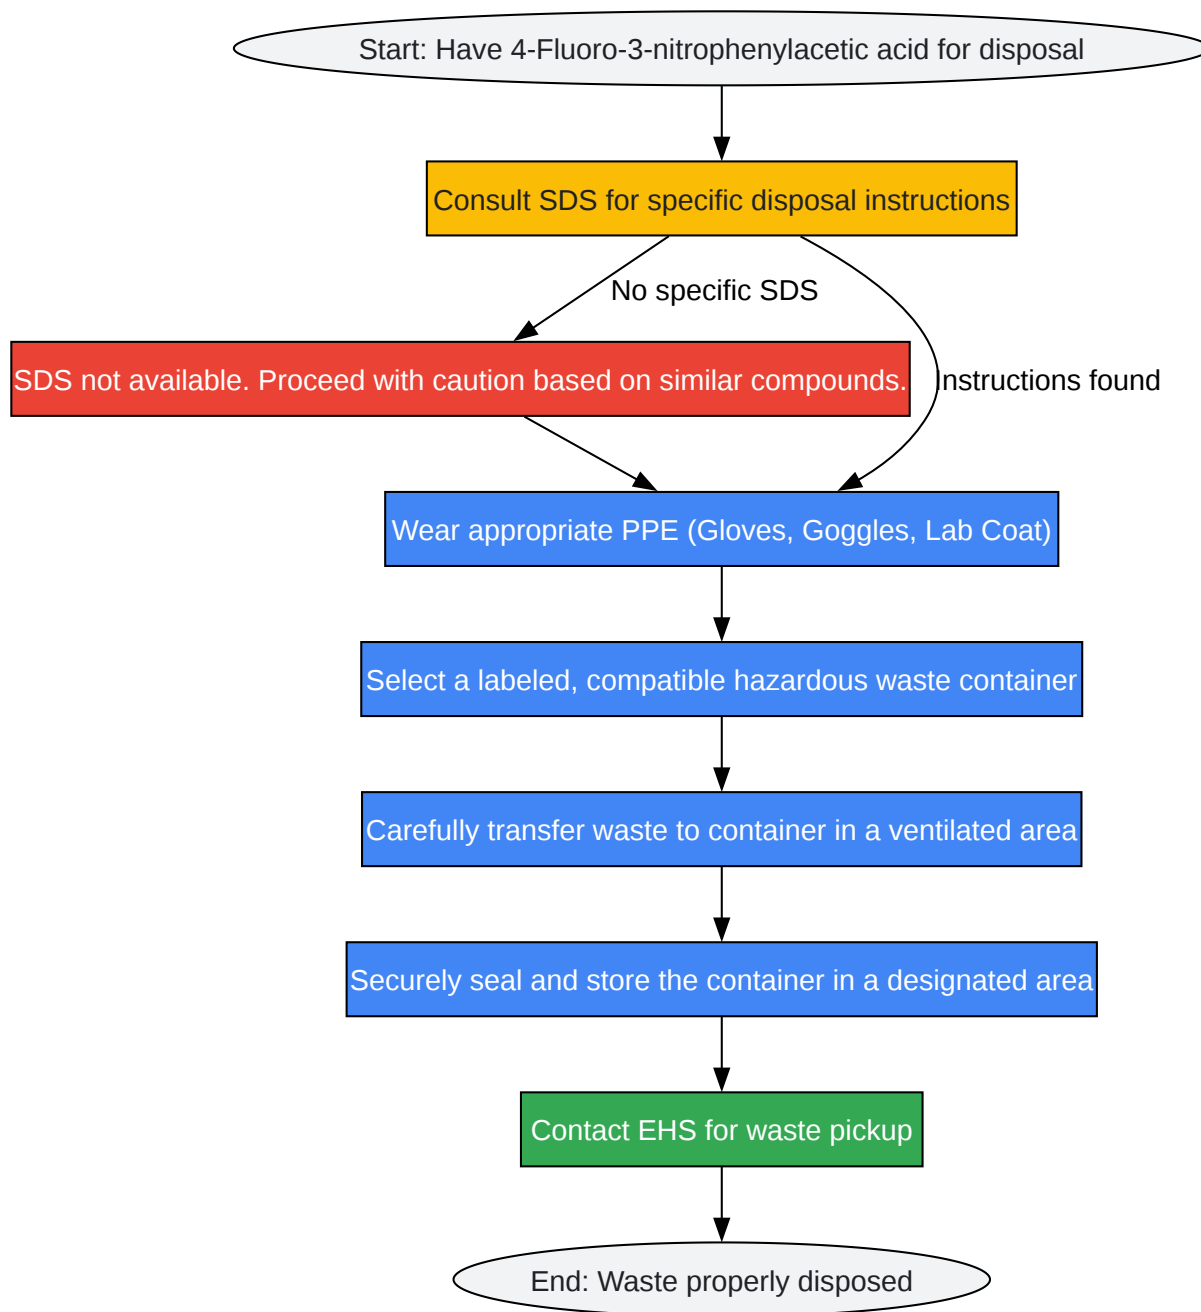 Start: Have 4-Fluoro-3-nitrophenylacetic acid for disposal
Consult SDS for specific disposal instructions
No specific SDS
SDS not available. Proceed with caution based on similar compounds.
Instructions found
Wear appropriate PPE (Gloves, Goggles, Lab Coat)
Select a labeled, compatible hazardous waste container
Carefully transfer waste to container in a ventilated area
Securely seal and store the container in a designated area
Contact EHS for waste pickup
End: Waste properly disposed